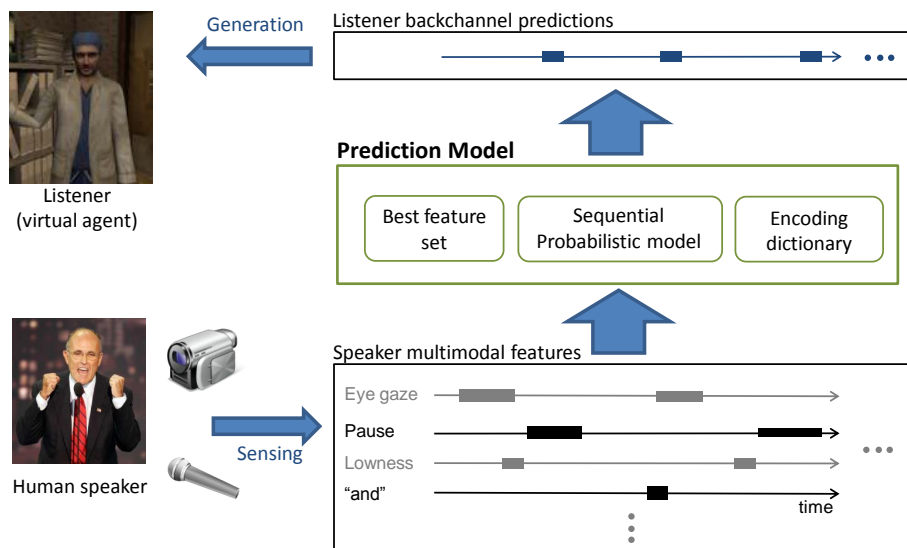 Generation
Listener backchannel predictions
Listener
(virtual agent)
Prediction Model
Best feature
set
Sequential
Probabilistic model
Encoding
dictionary
Human speaker
Sensing
Speaker multimodal features
Eye gaze
Pause
Lowness
“and”
time